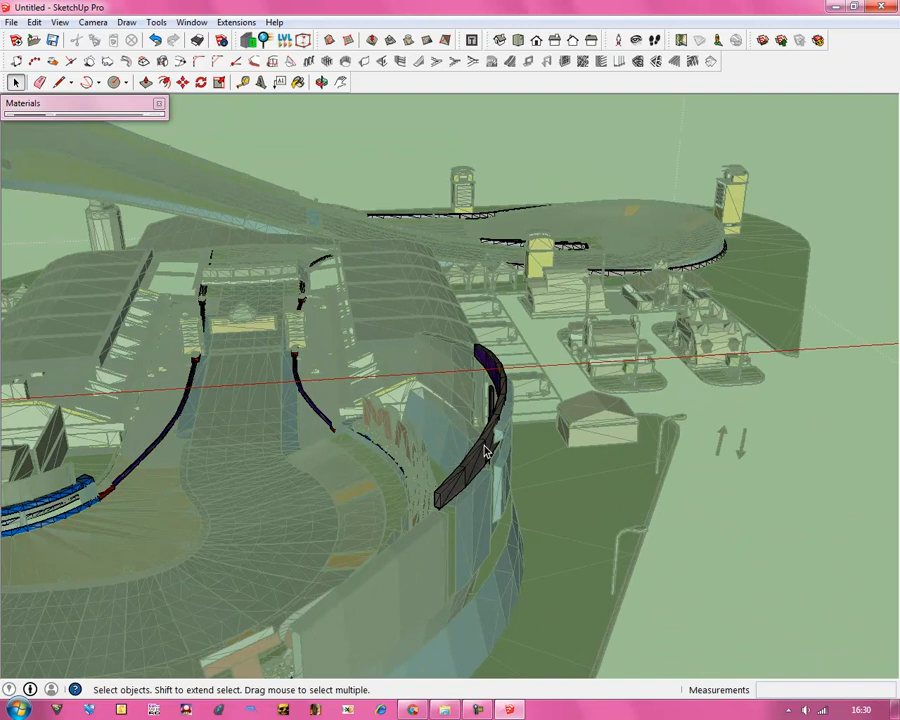 Untitled - SketchUp Pro
File Edit View Camera Draw Tools Window Extensions Help
LVL
Materials
Select objects. Shift to extend select. Drag mouse to select multiple.
Measurements
16:30